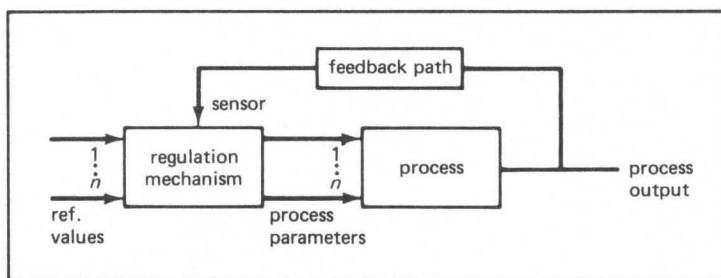 feedback path
sensor
1
⋮
n
regulation
mechanism
1
⋮
n
process
process
output
ref.
values
process
parameters